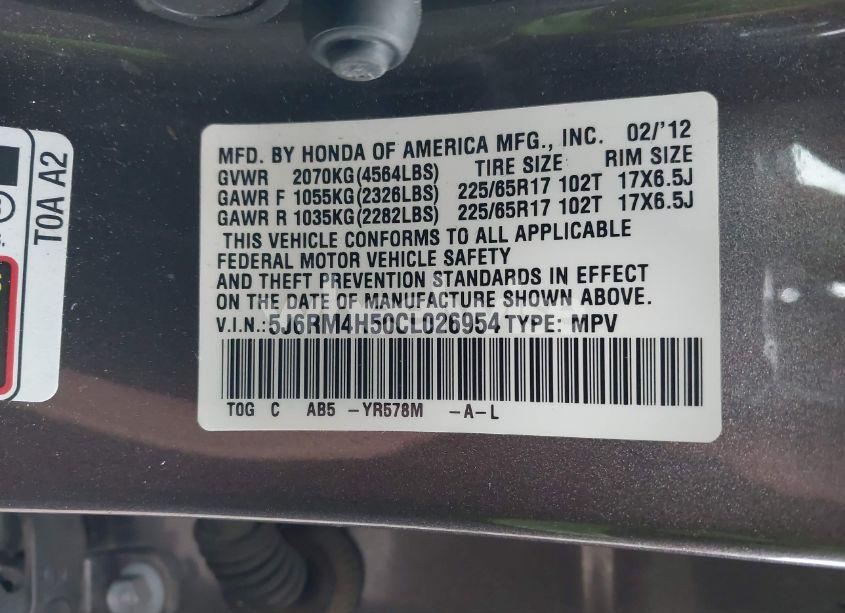 MFD. BY HONDA OF AMERICA MFG., INC. 02/'12
GVWR 2070KG(4564LBS) TIRE SIZE RIM SIZE
GAWR F 1055KG(2326LBS) 225/65R17 102T 17X6.5J
GAWR R 1035KG(2282LBS) 225/65R17 102T 17X6.5J
THIS VEHICLE CONFORMS TO ALL APPLICABLE
FEDERAL MOTOR VEHICLE SAFETY
AND THEFT PREVENTION STANDARDS IN EFFECT
ON THE DATE OF MANUFACTURE SHOWN ABOVE.
V.I.N.:5J6RM4H50CL026954 TYPE: MPV
TOG C AB5 -YR578M -A-L
TOA A2